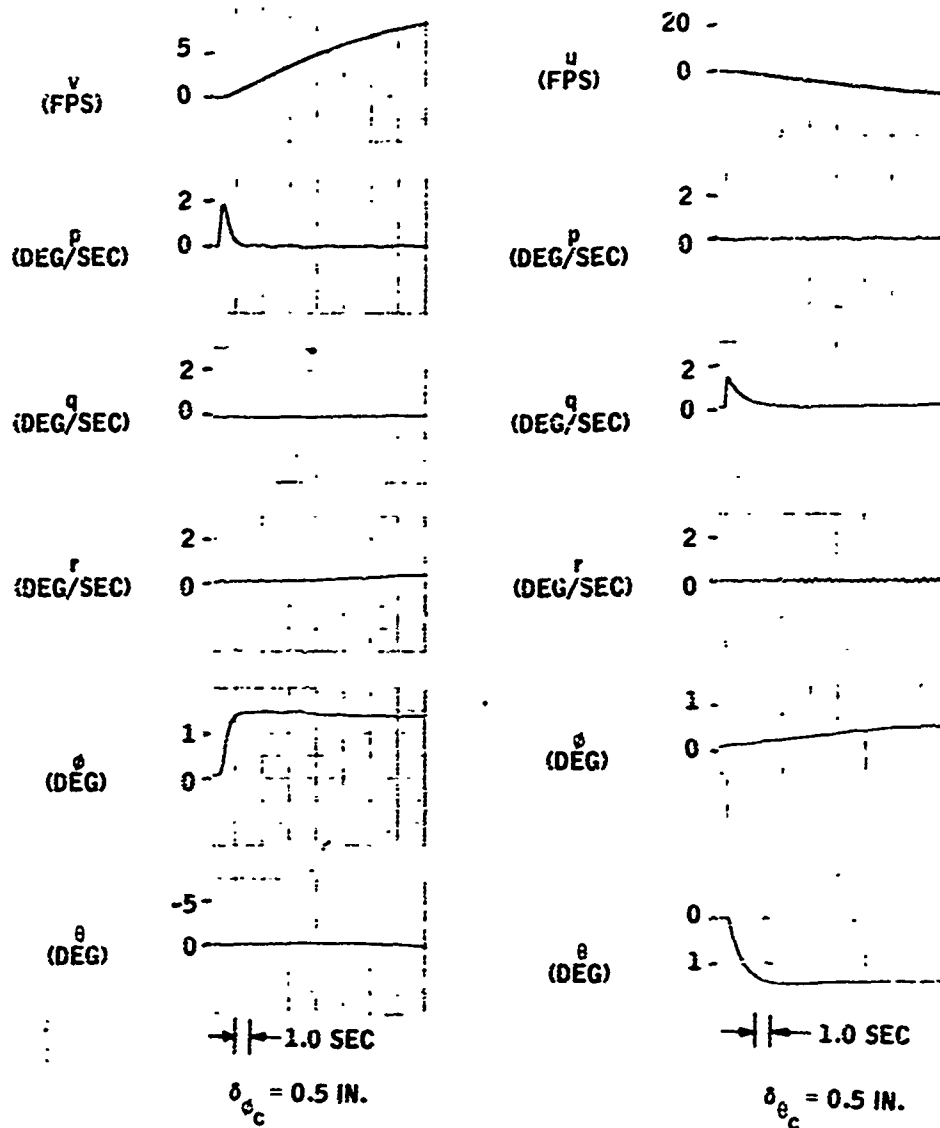 v
(FPS)
5
0
p
(DEG/SEC)
2
0
q
(DEG/SEC)
2
0
r
(DEG/SEC)
2
0
ø
(DEG)
1
0
θ
(DEG)
-5
0
1.0 SEC
δøc = 0.5 IN.
u
(FPS)
20
0
p
(DEG/SEC)
2
0
q
(DEG/SEC)
2
0
r
(DEG/SEC)
2
0
ø
(DEG)
1
0
θ
(DEG)
0
1
1.0 SEC
δθc = 0.5 IN.